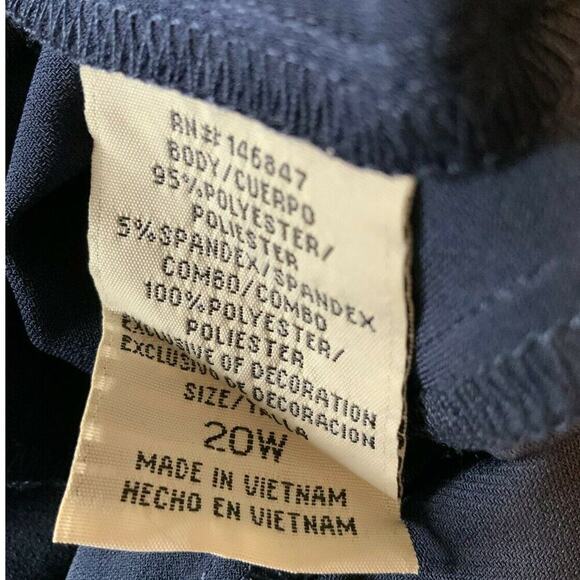 RN# 146847
BODY/CUERPO
95%POLYESTER/
POLIESTER
5%SPANDEX/SPANDEX
COMBO/COMBO
100%POLYESTER/
POLIESTER
EXCLUSIVE OF DECORATION
EXCLUSIVO DE DECORACION
SIZE/TALLA
20W
MADE IN VIETNAM
HECHO EN VIETNAM